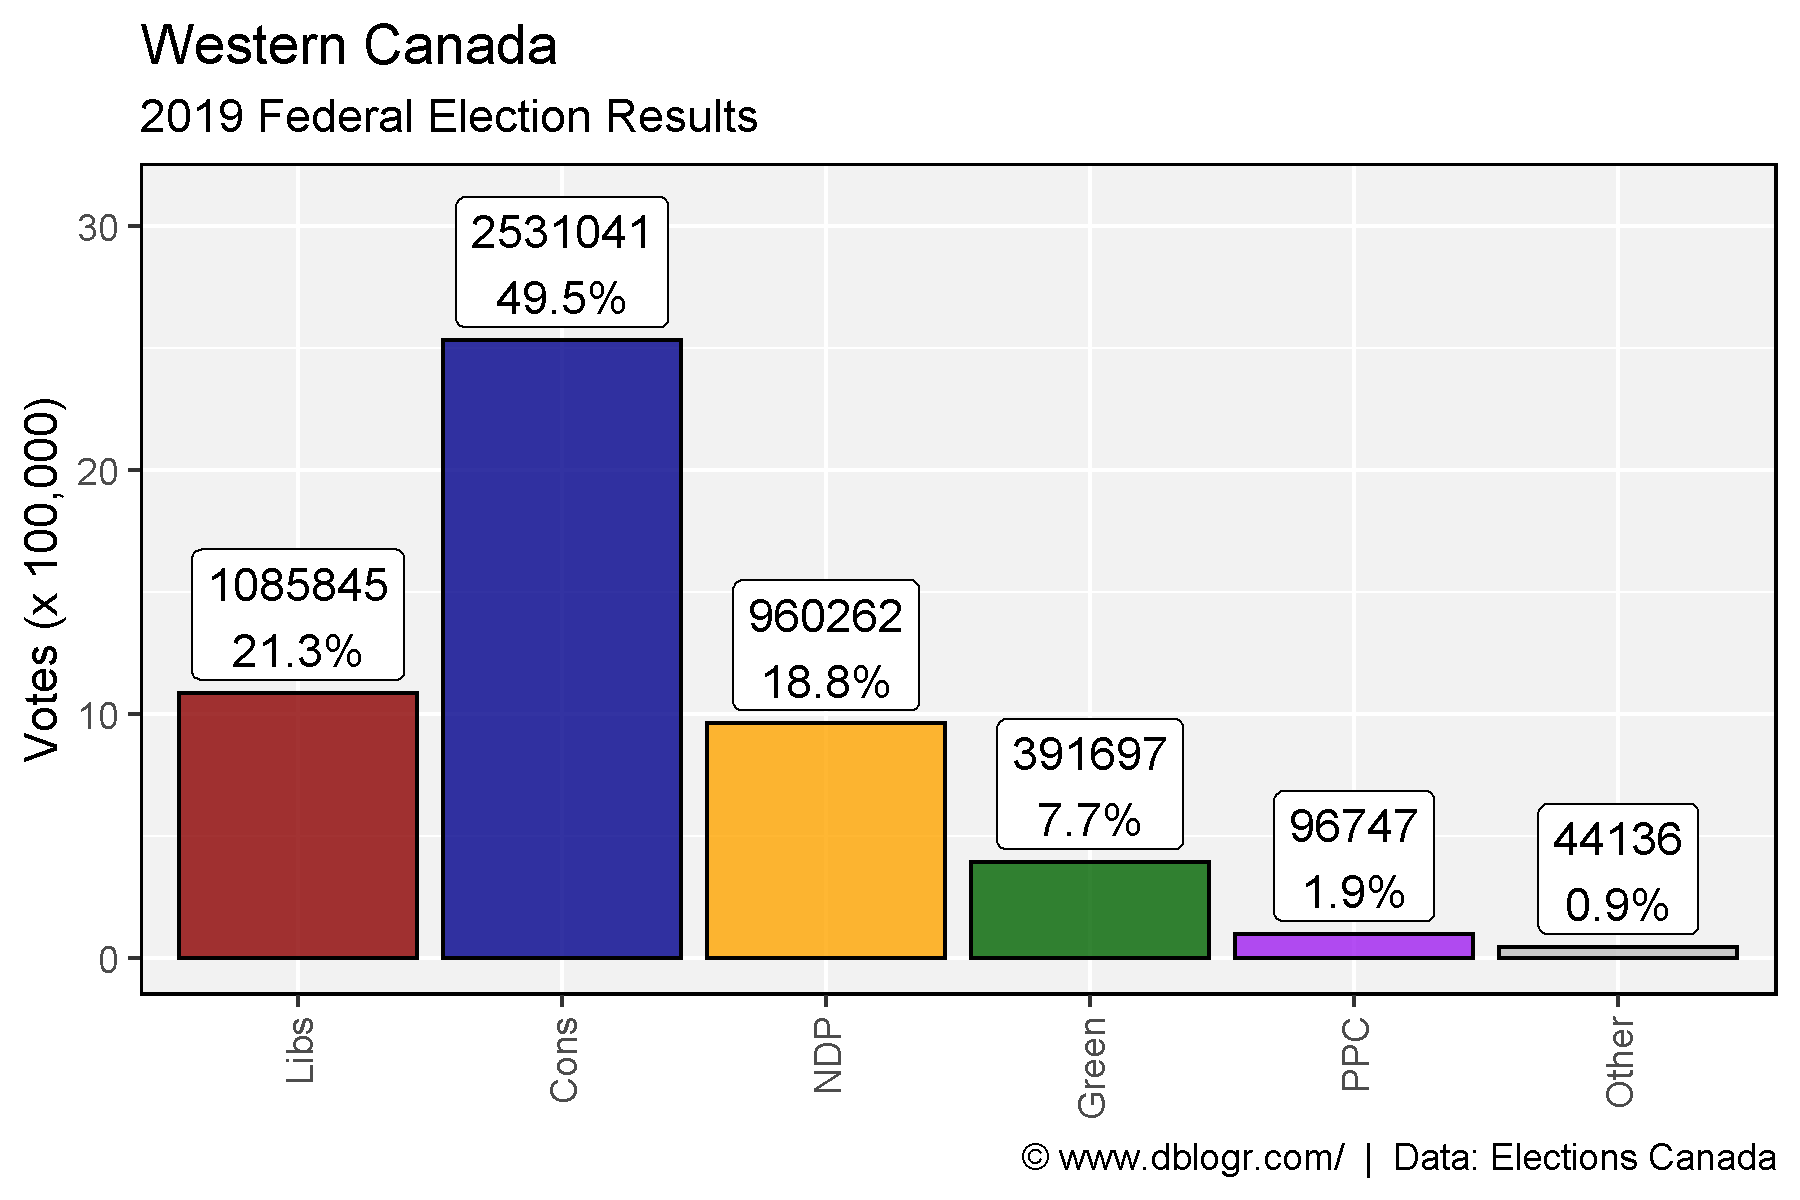 Western Canada
2019 Federal Election Results
Votes (x 100,000)
30
20
10
0
1085845
21.3%
2531041
49.5%
960262
18.8%
391697
7.7%
96747
1.9%
44136
0.9%
Libs
Cons
NDP
Green
PPC
Other
© www.dblogr.com/ | Data: Elections Canada